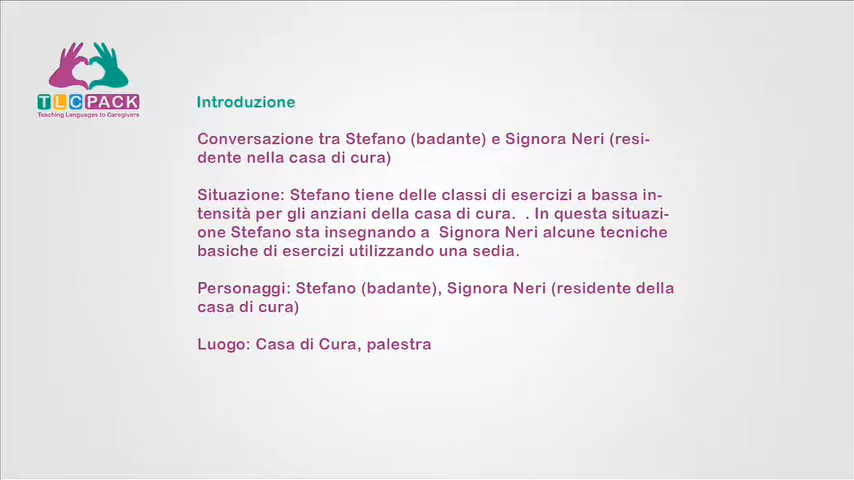 TLCPACK
Teaching Languages to Caregivers
Introduzione
Conversazione tra Stefano (badante) e Signora Neri (resi-
dente nella casa di cura)
Situazione: Stefano tiene delle classi di esercizi a bassa in-
tensità per gli anziani della casa di cura.  . In questa situazi-
one Stefano sta insegnando a  Signora Neri alcune tecniche
basiche di esercizi utilizzando una sedia.
Personaggi: Stefano (badante), Signora Neri (residente della
casa di cura)
Luogo: Casa di Cura, palestra